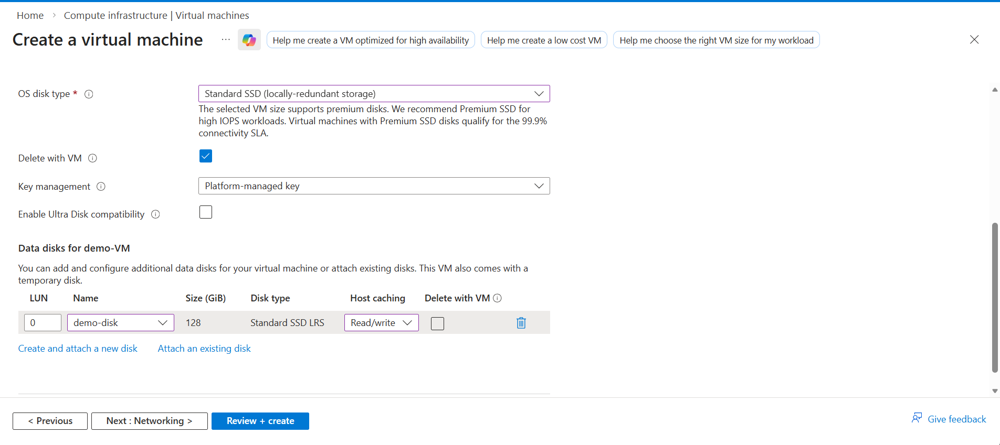 Home > Compute infrastructure | Virtual machines
Create a virtual machine ... Help me create a VM optimized for high availability Help me create a low cost VM Help me choose the right VM size for my workload
OS disk type * Standard SSD (locally-redundant storage)
The selected VM size supports premium disks. We recommend Premium SSD for
high IOPS workloads. Virtual machines with Premium SSD disks qualify for the 99.9%
connectivity SLA.
Delete with VM
Key management Platform-managed key
Enable Ultra Disk compatibility
Data disks for demo-VM
You can add and configure additional data disks for your virtual machine or attach existing disks. This VM also comes with a
temporary disk.
LUN Name Size (GiB) Disk type Host caching Delete with VM
0 demo-disk 128 Standard SSD LRS Read/write
Create and attach a new disk Attach an existing disk
< Previous Next : Networking > Review + create Give feedback